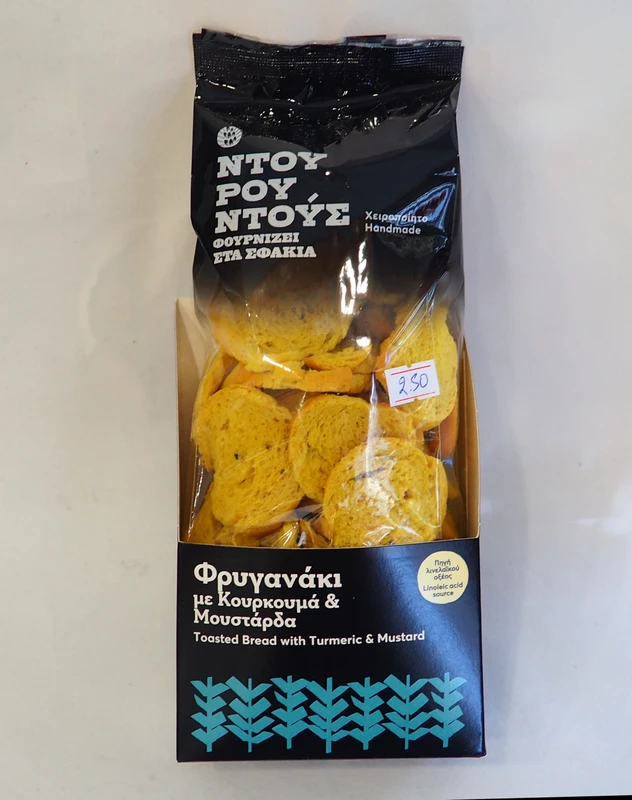 ΝΤΟΥ
ΡΟΥ
ΝΤΟΥΣ
ΦΟΥΡΝΙΖΕΙ
ΣΤΑ ΣΦΑΚΙΑ
Χειροποίητο
Handmade
2.50
Φρυγανάκι
με Κουρκουμά &
Μουστάρδα
Toasted Bread with Turmeric & Mustard
Πηγή
λινελαϊκού
οξέος
Linoleic acid
source